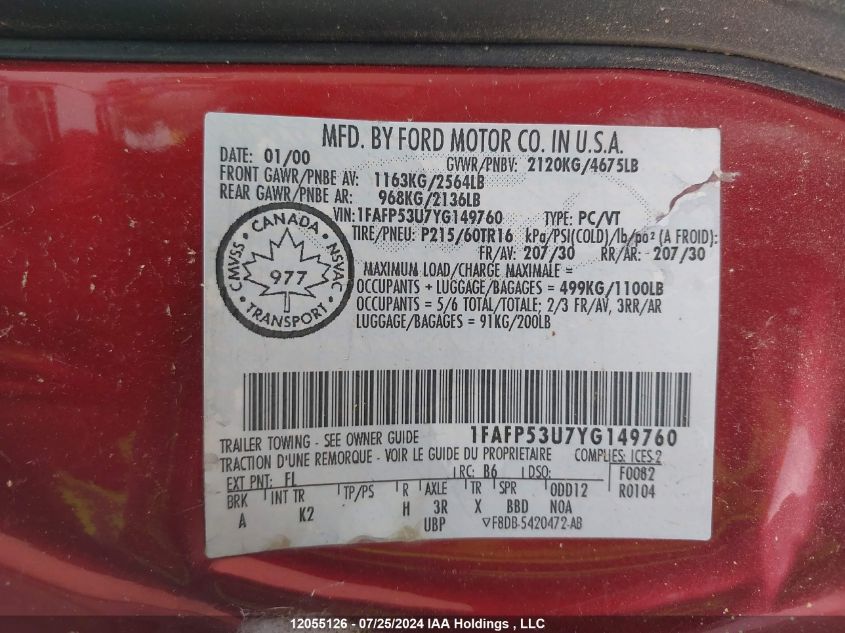 MFD. BY FORD MOTOR CO. IN U.S.A.
DATE: 01/00 GVWR/PNBV: 2120KG/4675LB
FRONT GAWR/PNBE AV: 1163KG/2564LB
REAR GAWR/PNBE AR: 968KG/2136LB
VIN: 1FAFP53U7YG149760 TYPE: PC/VT
TIRE/PNEU: P215/60TR16 kPa/PSI(COLD)/lb/po² (A FROID):
FR/AV: 207/30 RR/AR: 207/30
CANADA
CMVSS 977 NSVAC
TRANSPORT
MAXIMUM LOAD/CHARGE MAXIMALE =
OCCUPANTS + LUGGAGE/BAGAGES = 499KG/1100LB
OCCUPANTS = 5/6 TOTAL/TOTALE; 2/3 FR/AV, 3RR/AR
LUGGAGE/BAGAGES = 91KG/200LB
1FAFP53U7YG149760
TRAILER TOWING - SEE OWNER GUIDE COMPLIES: ICES-2
TRACTION D'UNE REMORQUE - VOIR LE GUIDE DU PROPRIETAIRE
EXT PNT: FL RC: B6 DSO: F0082
BRK INT TR TP/PS R AXLE TR SPR ODD12 R0104
A K2 H 3R X BBD NOA
UBP F8DB-5420472-AB
12055126 - 07/25/2024 IAA Holdings , LLC